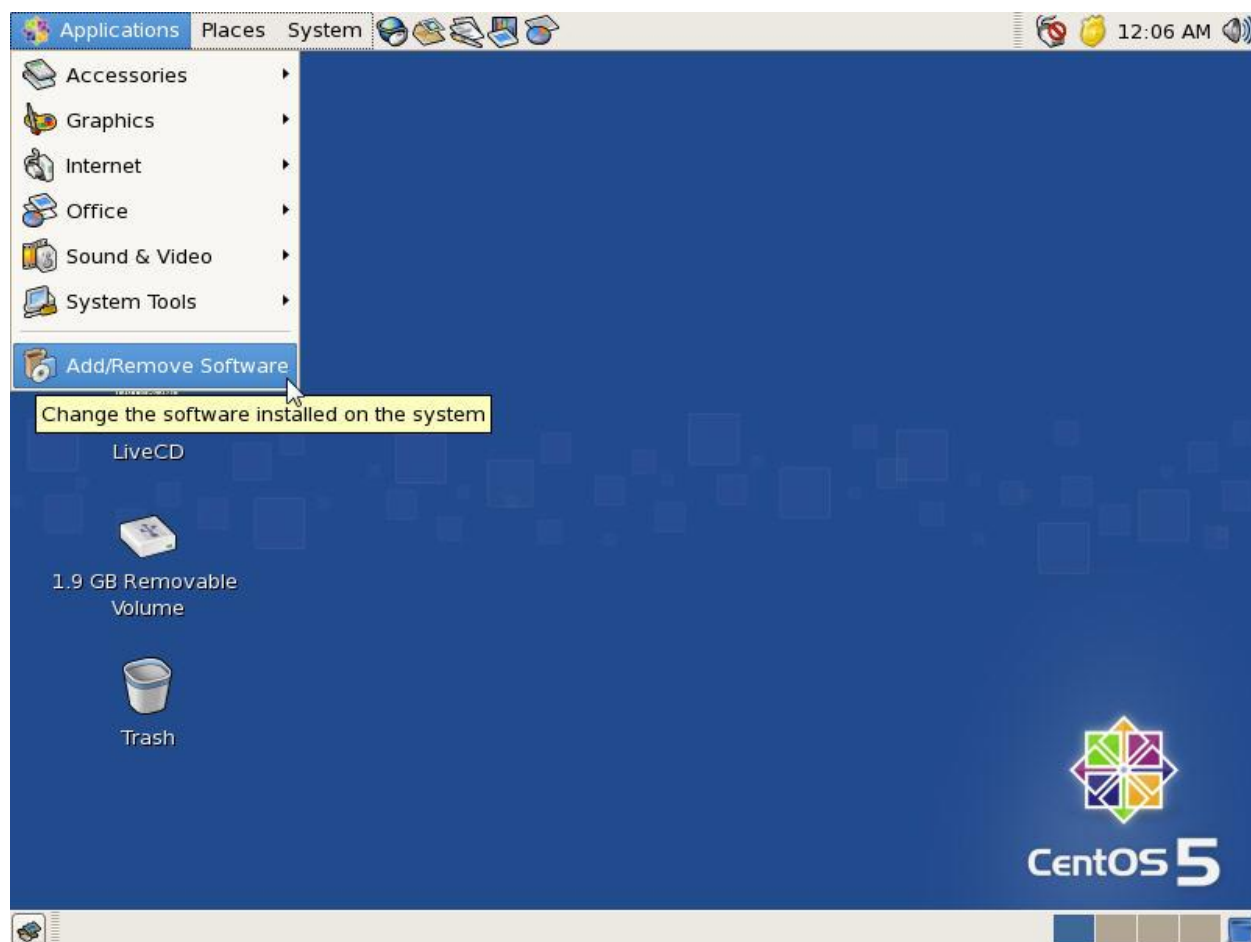 Applications Places System 12:06 AM
Accessories
Graphics
Internet
Office
Sound & Video
System Tools
Add/Remove Software
Change the software installed on the system
LiveCD
1.9 GB Removable
Volume
Trash
CentOS 5